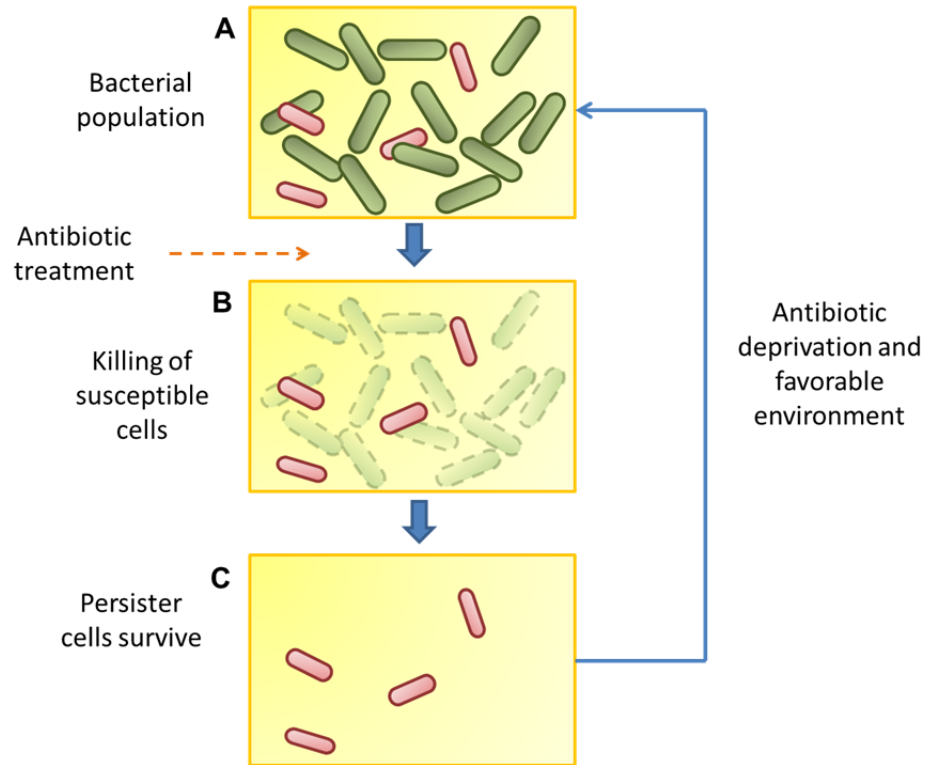 A
Bacterial
population
Antibiotic
treatment
B
Killing of
susceptible
cells
Antibiotic
deprivation and
favorable
environment
C
Persister
cells survive